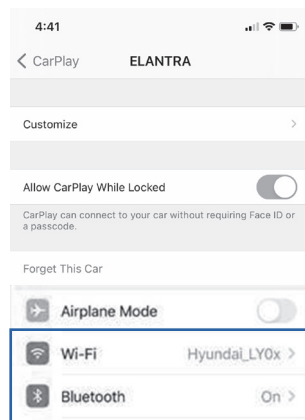 4:41
CarPlay ELANTRA
Customize
Allow CarPlay While Locked
CarPlay can connect to your car without requiring Face ID or
a passcode.
Forget This Car
Airplane Mode
Wi-Fi Hyundai_LY0x
Bluetooth On